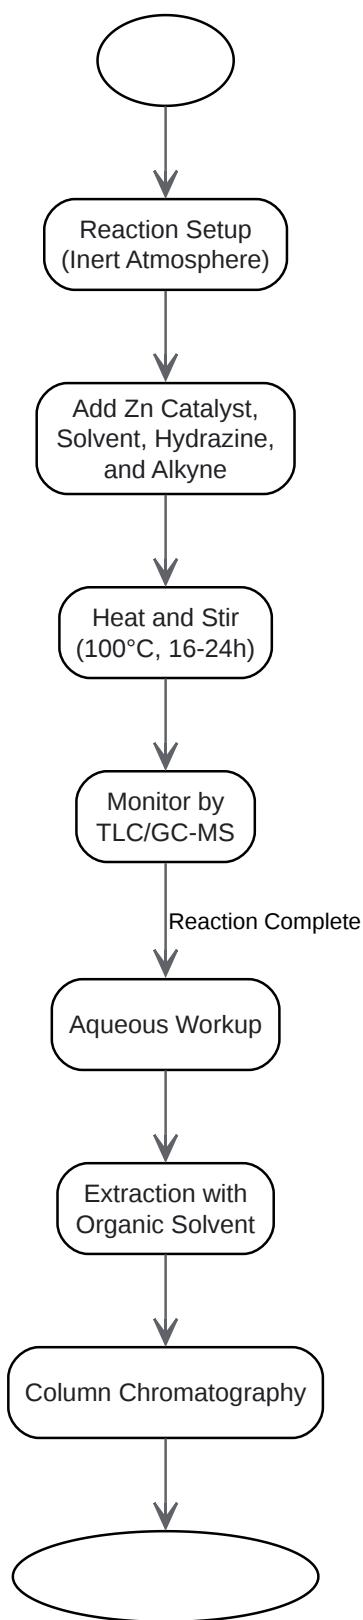 Reaction Setup
(Inert Atmosphere)
Add Zn Catalyst,
Solvent, Hydrazine,
and Alkyne
Heat and Stir
(100°C, 16-24h)
Monitor by
TLC/GC-MS
Reaction Complete
Aqueous Workup
Extraction with
Organic Solvent
Column Chromatography